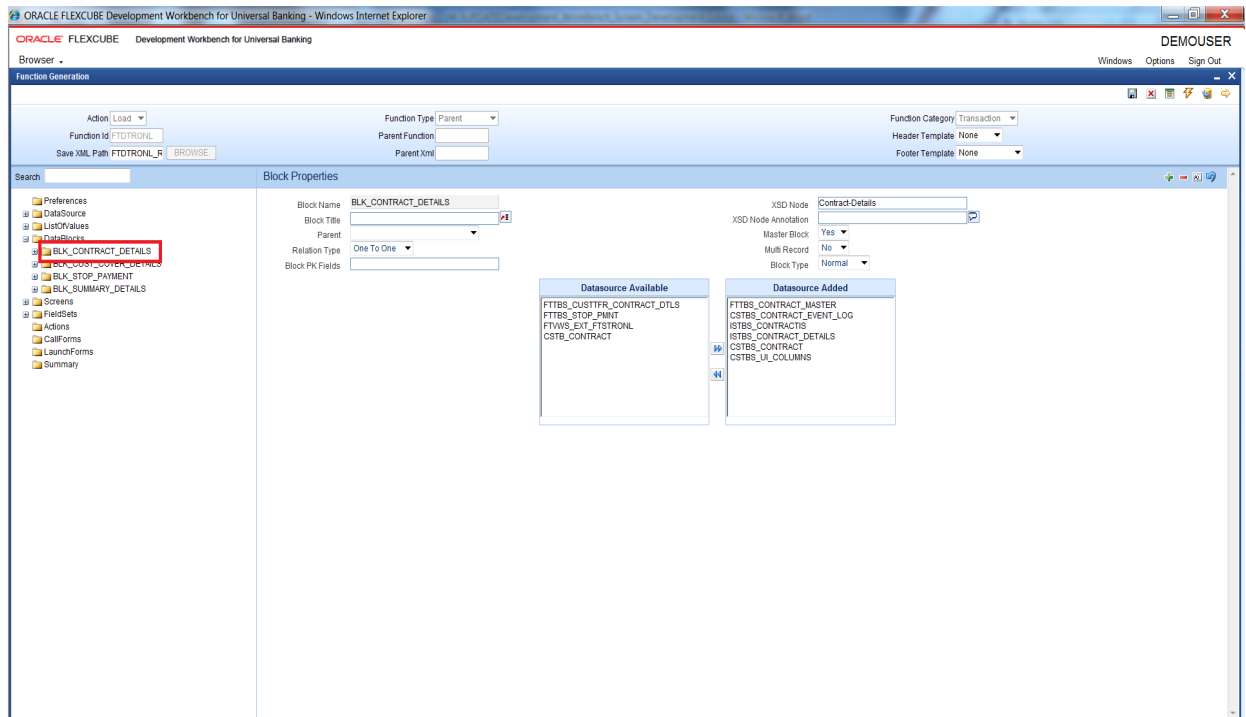 ORACLE FLEXCUBE Development Workbench for Universal Banking - Windows Internet Explorer
ORACLE FLEXCUBE Development Workbench for Universal Banking
DEMOUSER
Browser
Windows Options Sign Out
Function Generation
Action Load Function Type Parent Function Category Transaction
Function Id FTDTRONL Parent Function Header Template None
Save XML Path FTDTRONL_R BROWSE Parent Xml Footer Template None
Search
Block Properties
Preferences
DataSource
ListOfValues
DataBlocks
BLK_CONTRACT_DETAILS
BLK_CUST_COVER_DETAILS
BLK_STOP_PAYMENT
BLK_SUMMARY_DETAILS
Screens
FieldSets
Actions
CallForms
LaunchForms
Summary
Block Name BLK_CONTRACT_DETAILS XSD Node Contract-Details
Block Title XSD Node Annotation
Parent Master Block Yes
Relation Type One To One Multi Record No
Block PK Fields Block Type Normal
Datasource Available
FTTBS_CUSTTFR_CONTRACT_DTLS
FTTBS_STOP_PMNT
FTVWS_EXT_FTSTRONL
CSTB_CONTRACT
Datasource Added
FTTBS_CONTRACT_MASTER
CSTBS_CONTRACT_EVENT_LOG
ISTBS_CONTRACTIS
ISTBS_CONTRACT_DETAILS
CSTBS_CONTRACT
CSTBS_UI_COLUMNS